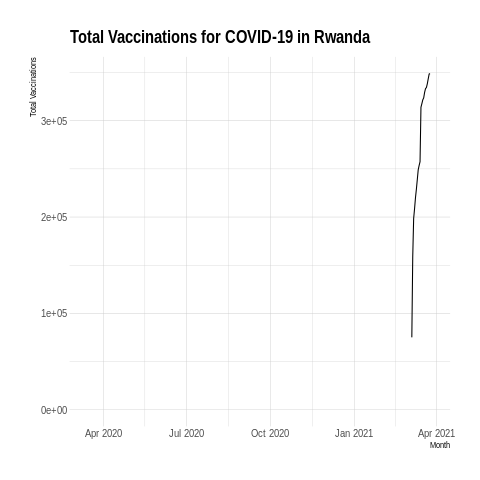 Total Vaccinations for COVID-19 in Rwanda
Total Vaccinations
3e+05
2e+05
1e+05
0e+00
Apr 2020 Jul 2020 Oct 2020 Jan 2021 Apr 2021
Month